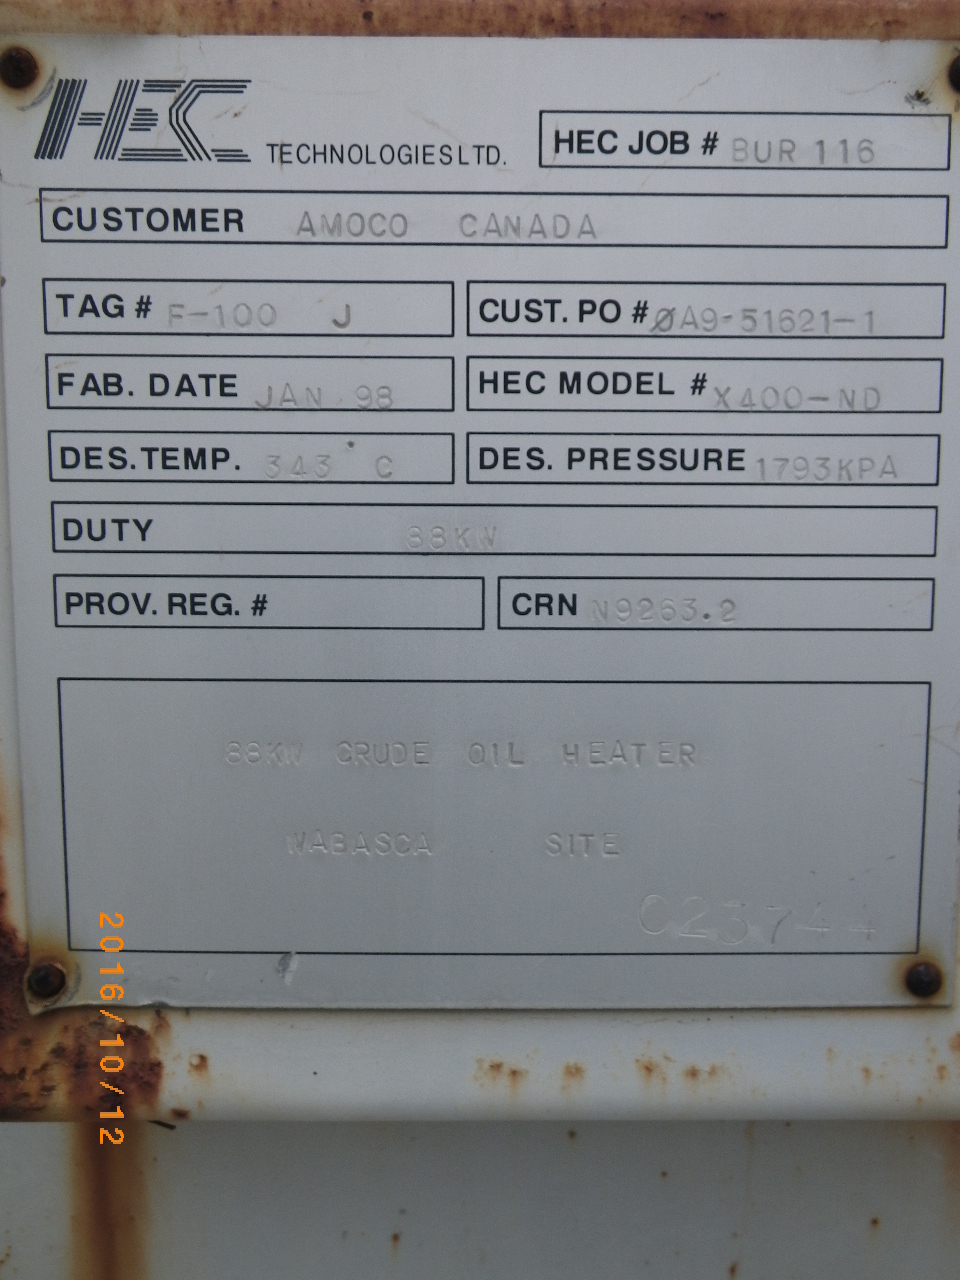 HEC TECHNOLOGIES LTD.
HEC JOB # BUR 116
CUSTOMER AMOCO CANADA
TAG # F-100 J
CUST. PO # ØA9-51621-1
FAB. DATE JAN 98
HEC MODEL # X400-ND
DES. TEMP. 343° C
DES. PRESSURE 1793KPA
DUTY 88KW
PROV. REG. #
CRN N9263.2
88KW CRUDE OIL HEATER
WABASCA SITE
C23744
2016/10/12